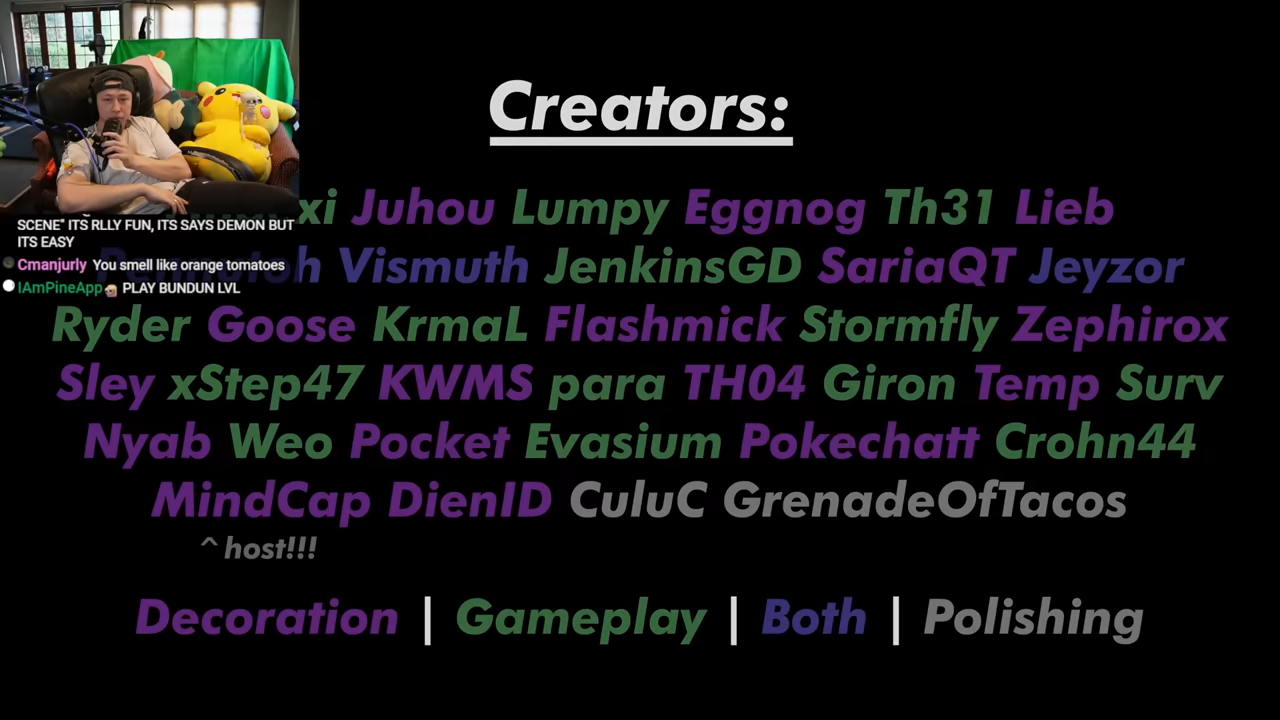 Creators:
Juhou Lumpy Eggnog Th31 Lieb
SCENE" ITS RLLY FUN, ITS SAYS DEMON BUT
ITS EASY
Vismuth JenkinsGD SariaQT Jeyzor
Cmanjurly You smell like orange tomatoes
IAmPineApp PLAY BUNDUN LVL
Ryder Goose KrmaL Flashmick Stormfly Zephirox
Sley xStep47 KWMS para TH04 Giron Temp Surv
Nyab Weo Pocket Evasium Pokechatt Crohn44
MindCap DienID CuluC GrenadeOfTacos
^ host!!!
Decoration | Gameplay | Both | Polishing